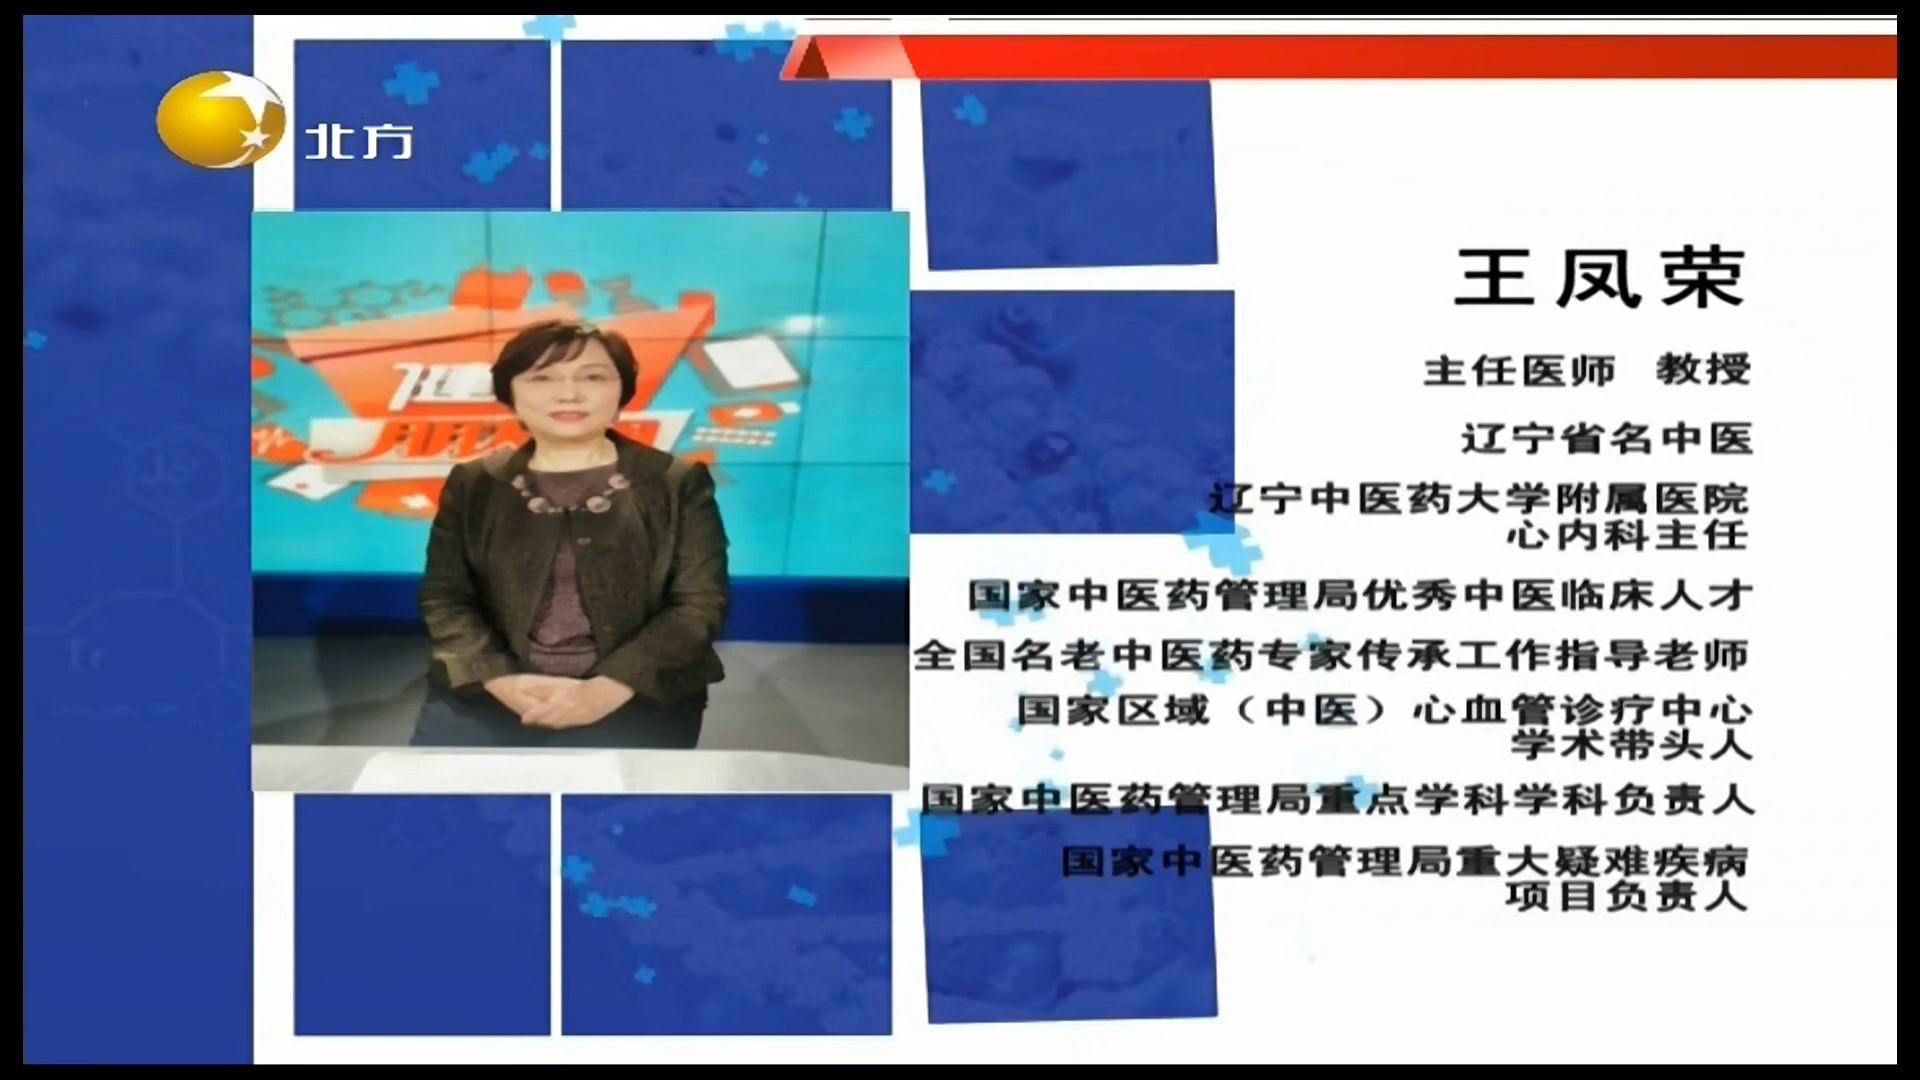 北方
王凤荣
主任医师 教授
辽宁省名中医
辽宁中医药大学附属医院
心内科主任
国家中医药管理局优秀中医临床人才
全国名老中医药专家传承工作指导老师
国家区域（中医）心血管诊疗中心
学术带头人
国家中医药管理局重点学科学科负责人
国家中医药管理局重大疑难疾病
项目负责人